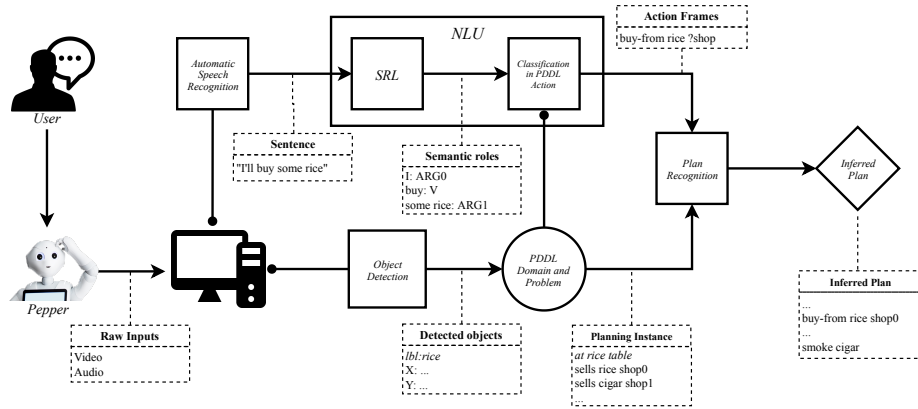 User
Pepper
Raw Inputs
Video
Audio
Automatic
Speech
Recognition
Sentence
"I'll buy some rice"
NLU
SRL
Semantic roles
I: ARG0
buy: V
some rice: ARG1
Classification
in PDDL
Action
Action Frames
buy-from rice ?shop
Object
Detection
Detected objects
lbl:rice
X: ...
Y: ...
PDDL
Domain and
Problem
Planning Instance
at rice table
sells rice shop0
sells cigar shop1
...
Plan
Recognition
Inferred
Plan
Inferred Plan
...
buy-from rice shop0
...
smoke cigar